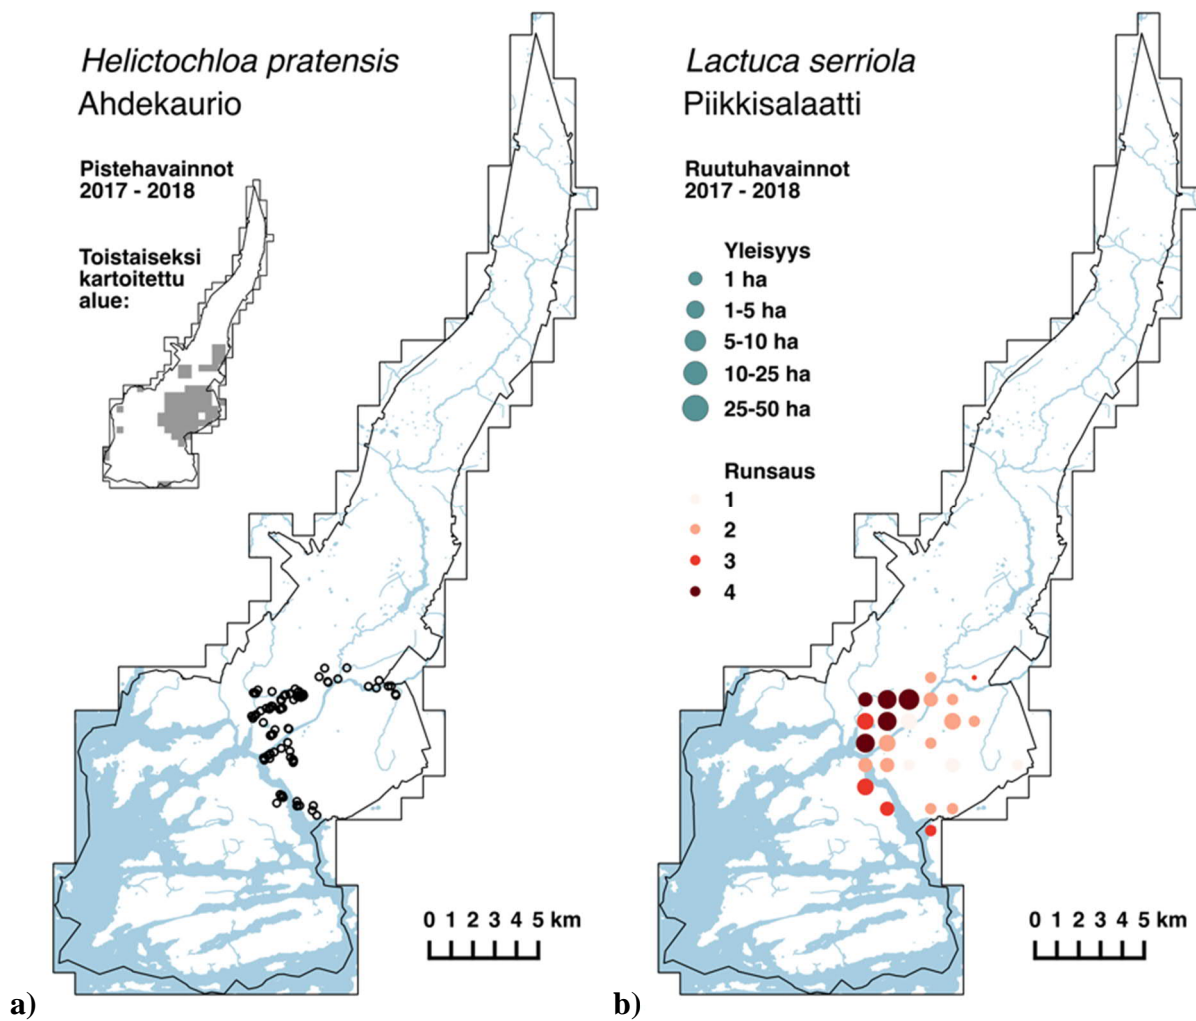 Helictochloa pratensis
Ahdekaurio
Pistehavainnot
2017 - 2018
Toistaiseksi
kartoitettu
alue:
0 1 2 3 4 5 km
a)
Lactuca serriola
Piikkisalaatti
Ruutuhavainnot
2017 - 2018
Yleisyys
1 ha
1-5 ha
5-10 ha
10-25 ha
25-50 ha
Runsaus
1
2
3
4
0 1 2 3 4 5 km
b)